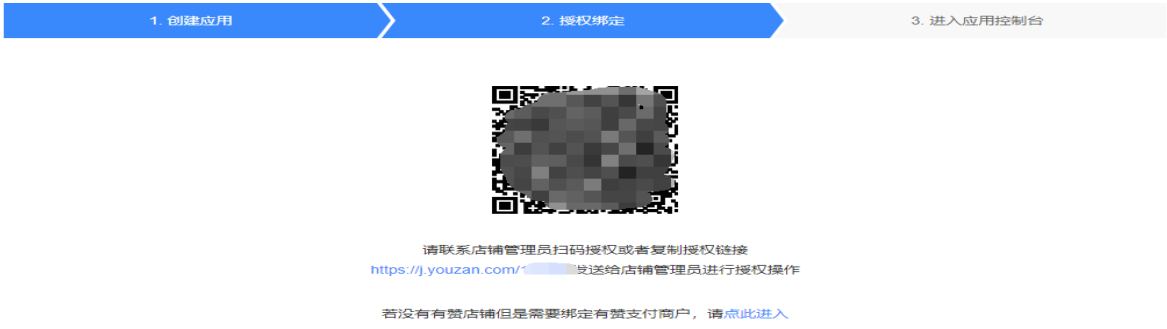 1. 创建应用
2. 授权绑定
3. 进入应用控制台
请联系店铺管理员扫码授权或者复制授权链接
https://j.youzan.com/ 发送给店铺管理员进行授权操作
若没有有赞店铺但是需要绑定有赞支付商户，请点此进入